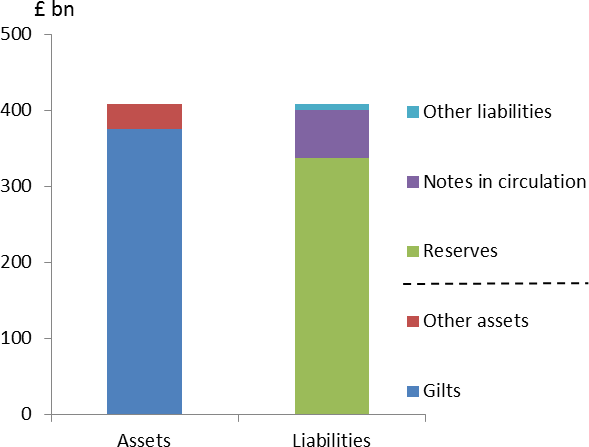 £ bn
500
400
300
200
100
0
Assets
Liabilities
Other liabilities
Notes in circulation
Reserves
Other assets
Gilts